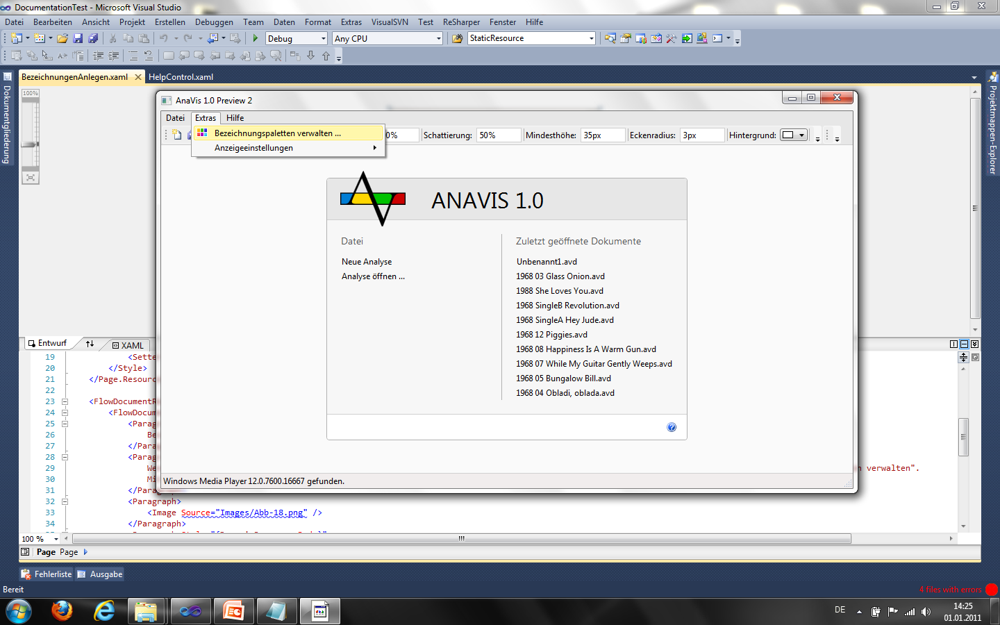 DocumentationTest - Microsoft Visual Studio
Datei Bearbeiten Ansicht Projekt Erstellen Debuggen Team Daten Format Extras VisualSVN Test ReSharper Fenster Hilfe
Debug Any CPU StaticResource
BezeichnungenAnlegen.xaml HelpControl.xaml
Dokumentgliederung
Projektmappen-Explorer
100%
AnaVis 1.0 Preview 2
Datei Extras Hilfe
Bezeichnungspaletten verwalten ...
Anzeigeeinstellungen
0% Schattierung: 50% Mindesthöhe: 35px Eckenradius: 3px Hintergrund:
ANAVIS 1.0
Datei
Neue Analyse
Analyse öffnen ...
Zuletzt geöffnete Dokumente
Unbenannt1.avd
1968 03 Glass Onion.avd
1988 She Loves You.avd
1968 SingleB Revolution.avd
1968 SingleA Hey Jude.avd
1968 12 Piggies.avd
1968 08 Happiness Is A Warm Gun.avd
1968 07 While My Guitar Gently Weeps.avd
1968 05 Bungalow Bill.avd
1968 04 Obladi, oblada.avd
Windows Media Player 12.0.7600.16667 gefunden.
Entwurf XAML
19 <Sette
20 </Style>
21 </Page.Resourc
22
23 <FlowDocumentR
24 <FlowDocum
25 <Parag
26 Be
27 </Para
28 <Parag
29 We n verwalten".
30 Mi
31 </Parag
32 <Paragraph>
33 <Image Source="Images/Abb-18.png" />
34 </Paragraph>
100 %
Page Page
Fehlerliste Ausgabe
Bereit
4 files with errors
DE
14:25
01.01.2011